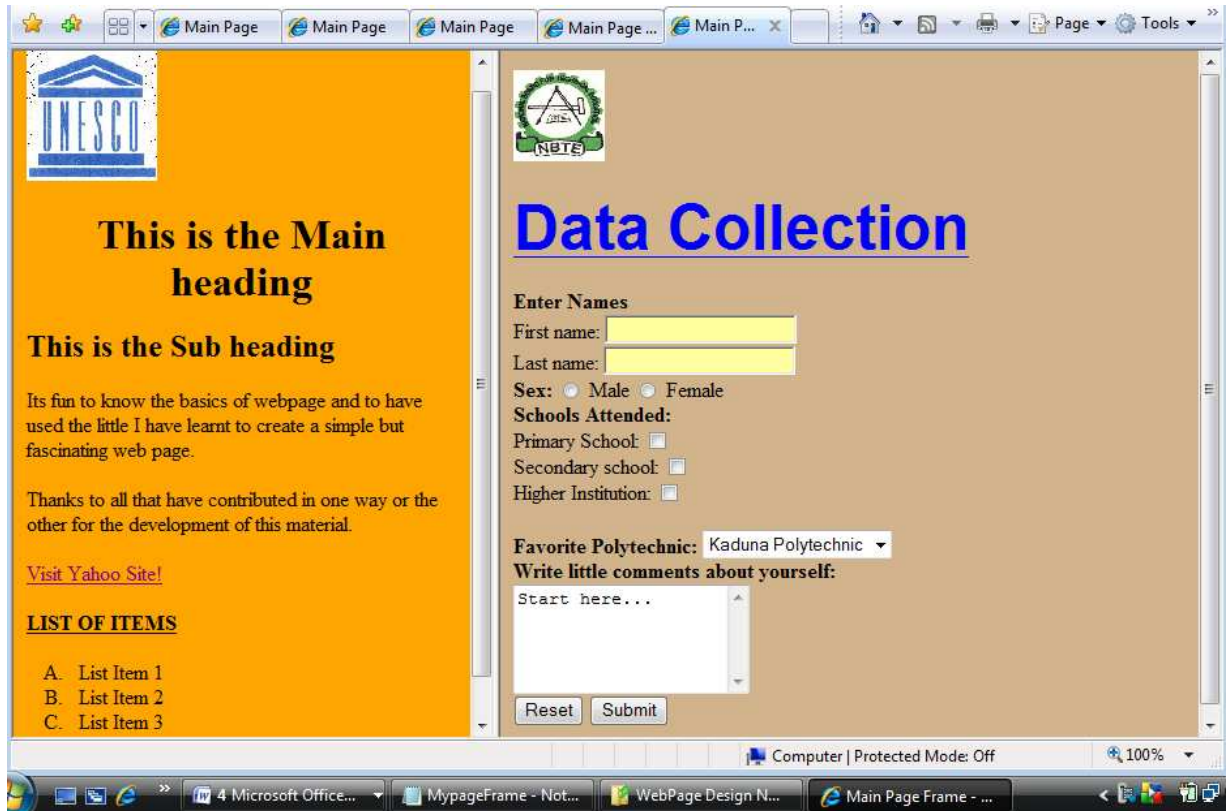 Main Page
Main Page
Main Page
Main Page ...
Main P...
Page
Tools
UNESCO
This is the Main
heading
This is the Sub heading
Its fun to know the basics of webpage and to have
used the little I have learnt to create a simple but
fascinating web page.
Thanks to all that have contributed in one way or the
other for the development of this material.
Visit Yahoo Site!
LIST OF ITEMS
A. List Item 1
B. List Item 2
C. List Item 3
NBTE
Data Collection
Enter Names
First name:
Last name:
Sex: Male Female
Schools Attended:
Primary School:
Secondary school:
Higher Institution:
Favorite Polytechnic: Kaduna Polytechnic
Write little comments about yourself:
Start here...
Reset Submit
Computer | Protected Mode: Off
100%
4 Microsoft Office...
MypageFrame - Not...
WebPage Design N...
Main Page Frame - ...